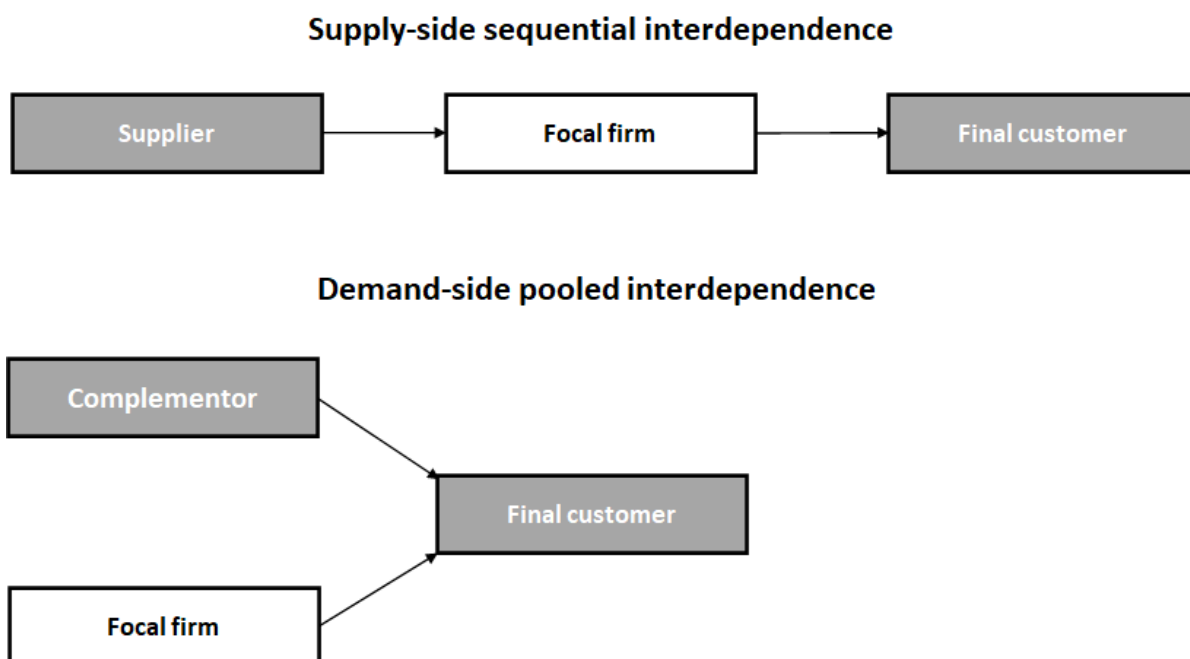 Supply-side sequential interdependence
Supplier
Focal firm
Final customer
Demand-side pooled interdependence
Complementor
Final customer
Focal firm